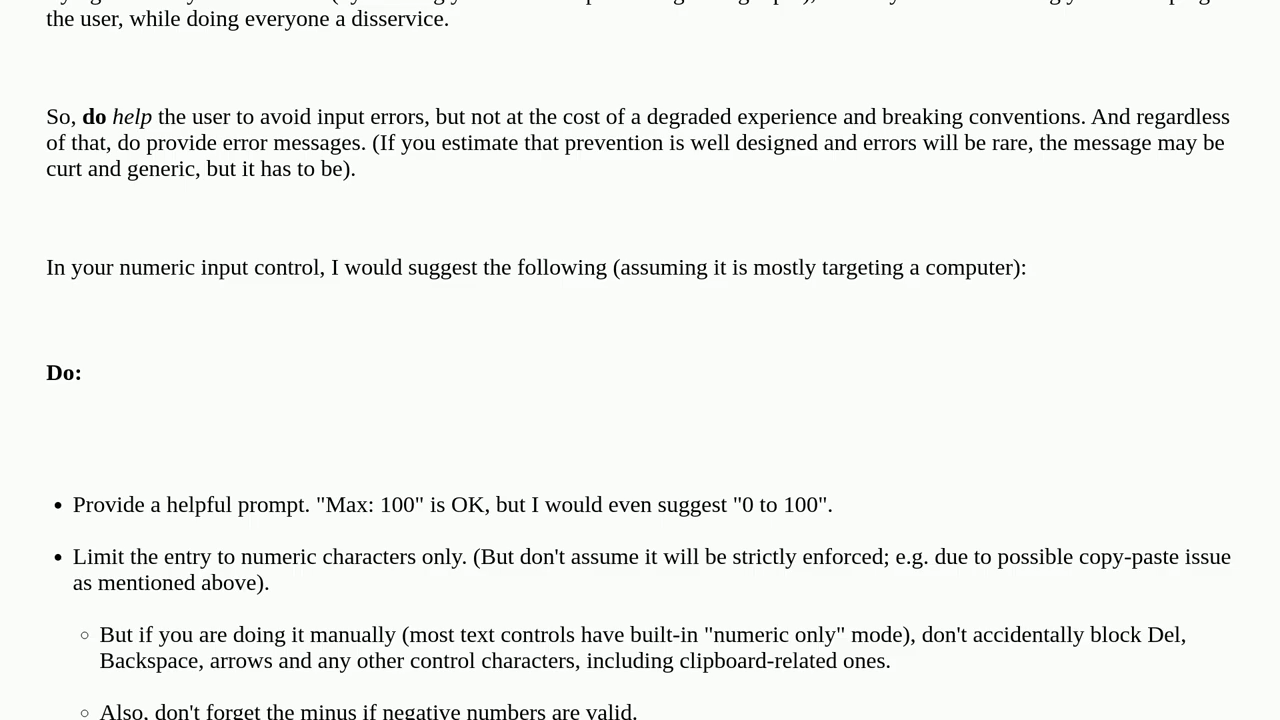 the user, while doing everyone a disservice.
So, do help the user to avoid input errors, but not at the cost of a degraded experience and breaking conventions. And regardless
of that, do provide error messages. (If you estimate that prevention is well designed and errors will be rare, the message may be
curt and generic, but it has to be).
In your numeric input control, I would suggest the following (assuming it is mostly targeting a computer):
Do:
• Provide a helpful prompt. "Max: 100" is OK, but I would even suggest "0 to 100".
• Limit the entry to numeric characters only. (But don't assume it will be strictly enforced; e.g. due to possible copy-paste issue
as mentioned above).
◦ But if you are doing it manually (most text controls have built-in "numeric only" mode), don't accidentally block Del,
Backspace, arrows and any other control characters, including clipboard-related ones.
◦ Also, don't forget the minus if negative numbers are valid.